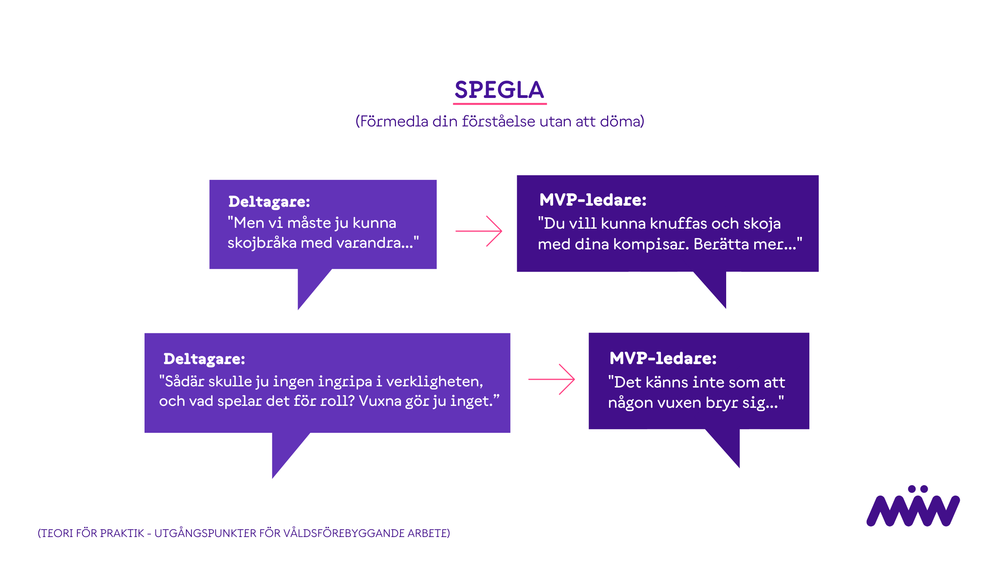 SPEGLA
(Förmedla din förståelse utan att döma)
Deltagare:
"Men vi måste ju kunna
skojbråka med varandra..."
MVP-ledare:
"Du vill kunna knuffas och skoja
med dina kompisar. Berätta mer..."
Deltagare:
"Sådär skulle ju ingen ingripa i verkligheten,
och vad spelar det för roll? Vuxna gör ju inget.”
MVP-ledare:
"Det känns inte som att
någon vuxen bryr sig..."
MÄN
(TEORI FÖR PRAKTIK - UTGÅNGSPUNKTER FÖR VÅLDSFÖREBYGGANDE ARBETE)